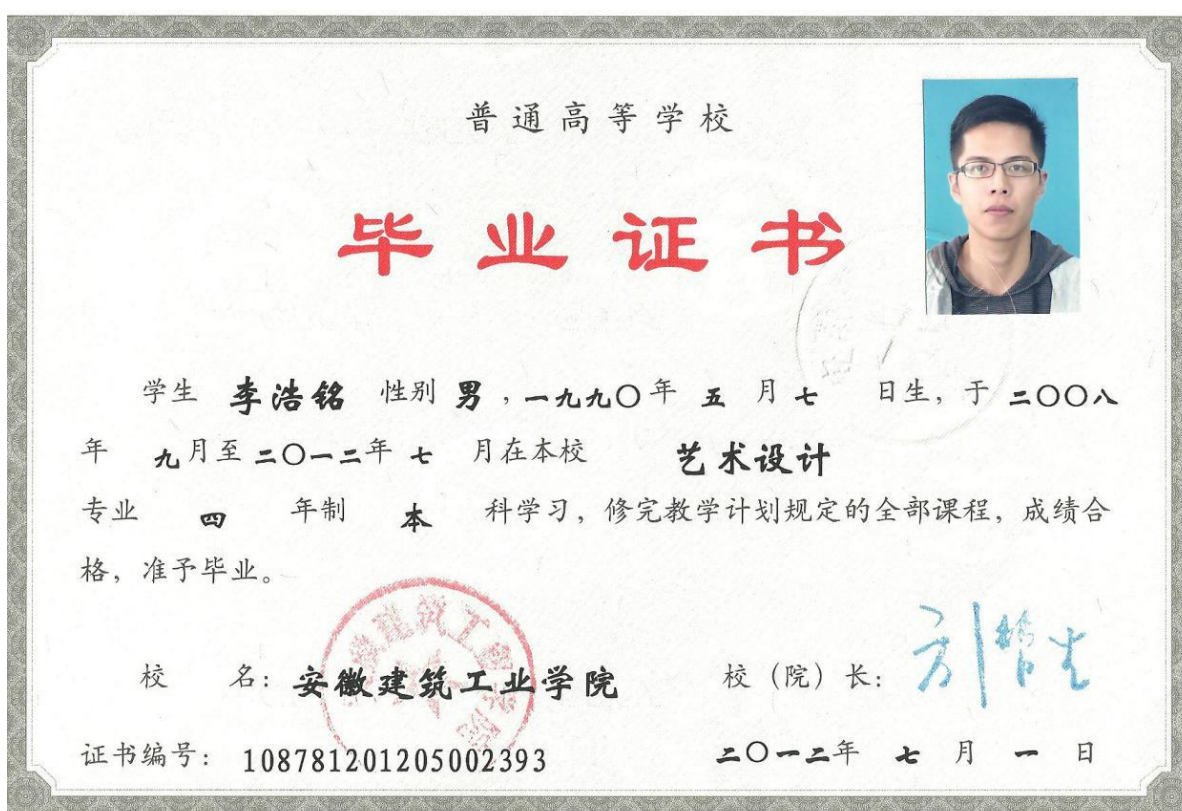 普通高等学校
毕业证书
学生 李浩铭 性别 男，一九九〇年 五 月 七 日生，于 二〇〇八
年 九月至二〇一二年 七 月在本校 艺术设计
专业 四 年制 本 科学习，修完教学计划规定的全部课程，成绩合
格，准予毕业。
校 名：安徽建筑工业学院 校（院）长：
证书编号：108781201205002393 二〇一二年 七 月 一 日